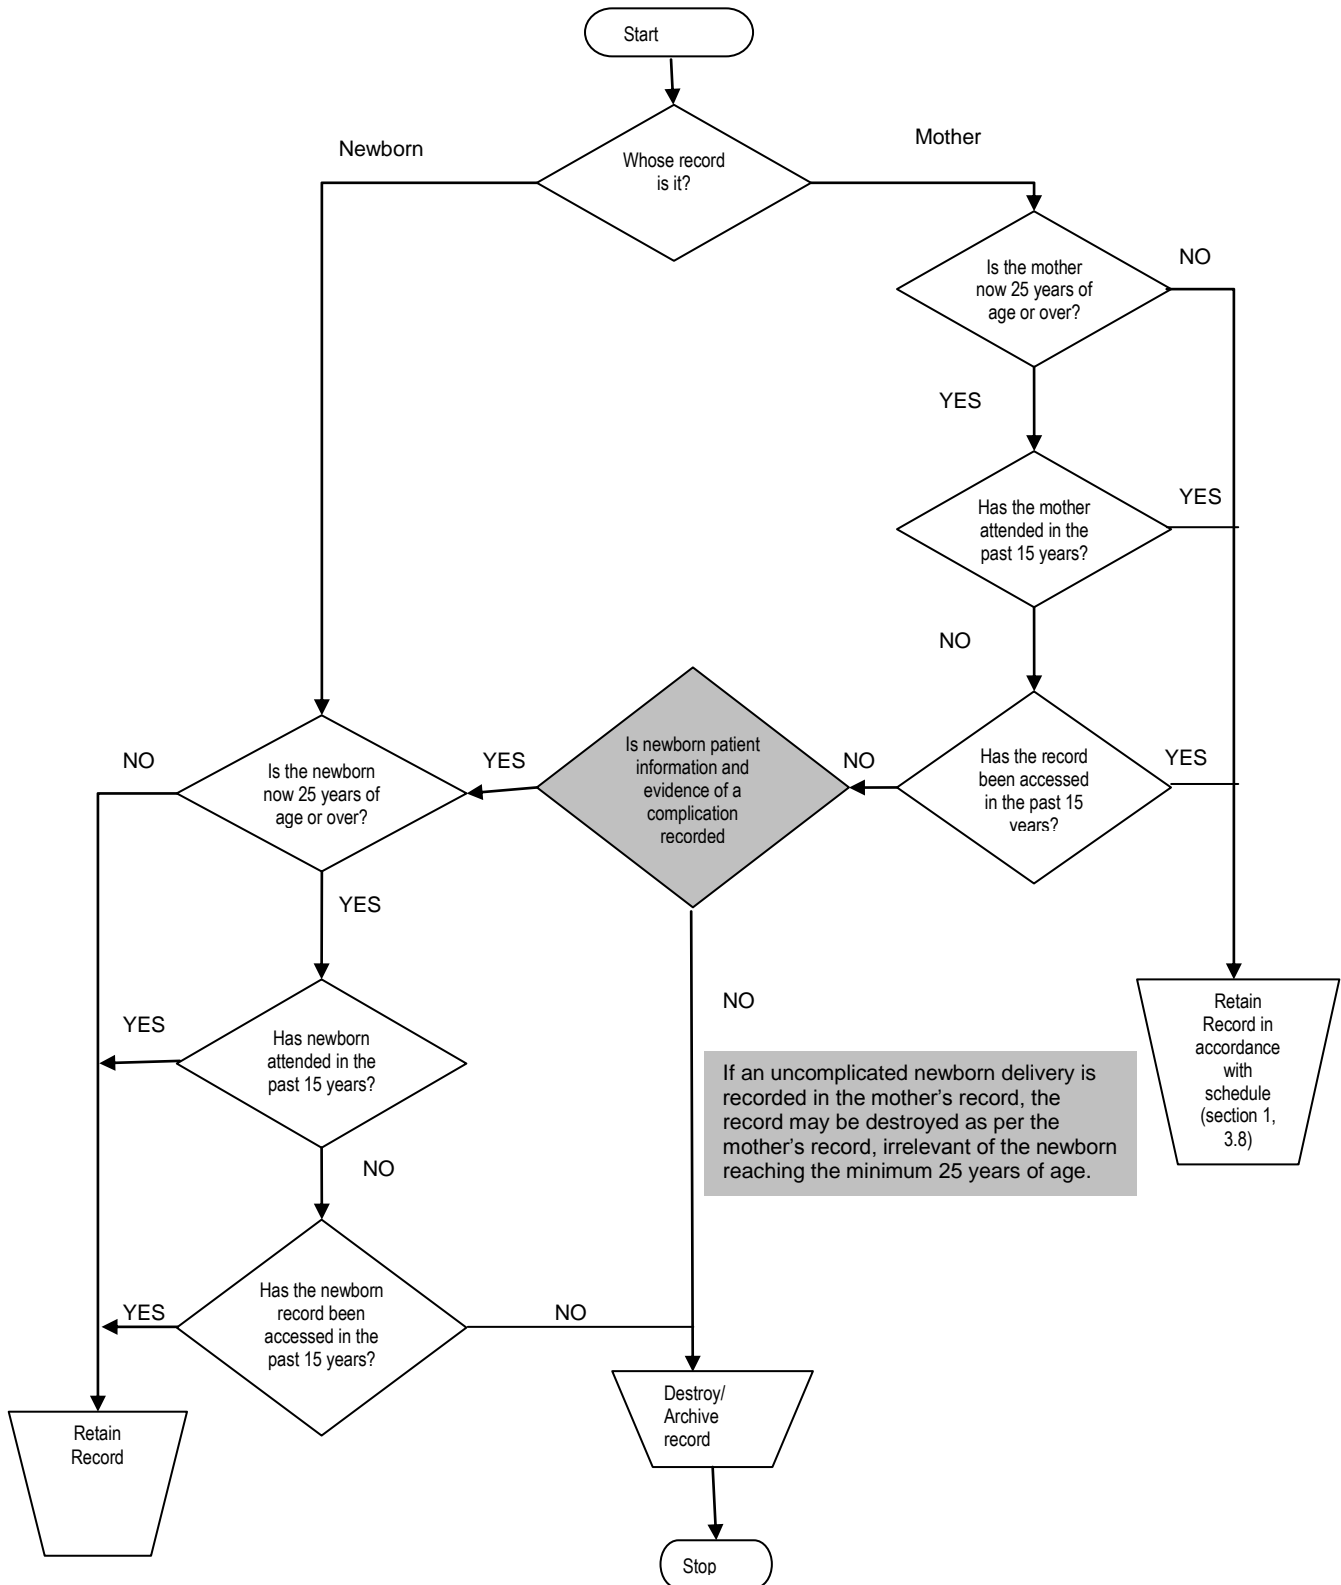 Start
Newborn
Mother
Whose record
is it?
Is the mother
now 25 years of
age or over?
NO
YES
Has the mother
attended in the
past 15 years?
YES
NO
Has the record
been accessed
in the past 15
years?
YES
NO
Is newborn patient
information and
evidence of a
complication
recorded
YES
NO
Is the newborn
now 25 years of
age or over?
NO
YES
Has newborn
attended in the
past 15 years?
YES
NO
Has the newborn
record been
accessed in the
past 15 years?
YES
NO
If an uncomplicated newborn delivery is
recorded in the mother's record, the
record may be destroyed as per the
mother's record, irrelevant of the newborn
reaching the minimum 25 years of age.
Retain
Record in
accordance
with
schedule
(section 1,
3.8)
Retain
Record
Destroy/
Archive
record
Stop